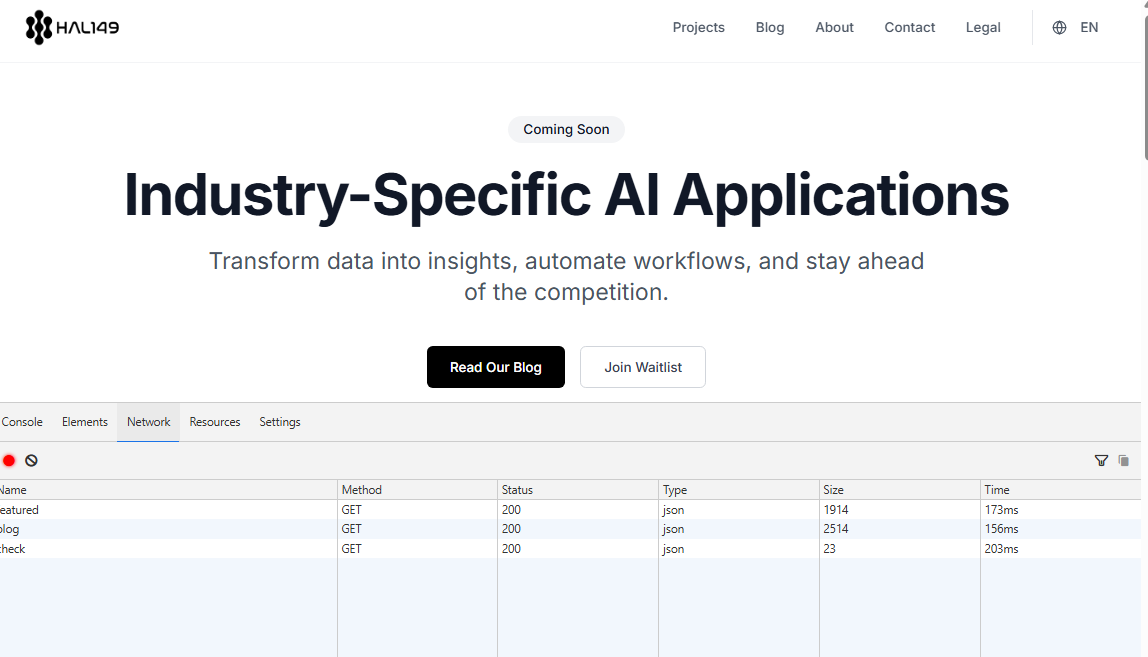 HAL149
Projects Blog About Contact Legal EN
Coming Soon
Industry-Specific AI Applications
Transform data into insights, automate workflows, and stay ahead
of the competition.
Read Our Blog Join Waitlist
Console Elements Network Resources Settings
Name Method Status Type Size Time
eatured GET 200 json 1914 173ms
blog GET 200 json 2514 156ms
check GET 200 json 23 203ms